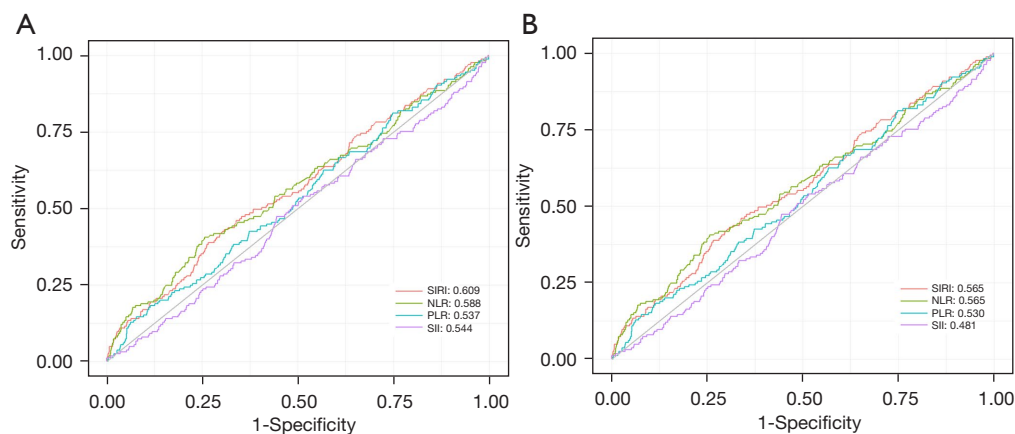 A
Sensitivity
1.00
0.75
0.50
0.25
0.00
SIRI: 0.609
NLR: 0.588
PLR: 0.537
SII: 0.544
0.00 0.25 0.50 0.75 1.00
1-Specificity
B
Sensitivity
1.00
0.75
0.50
0.25
0.00
SIRI: 0.565
NLR: 0.565
PLR: 0.530
SII: 0.481
0.00 0.25 0.50 0.75 1.00
1-Specificity